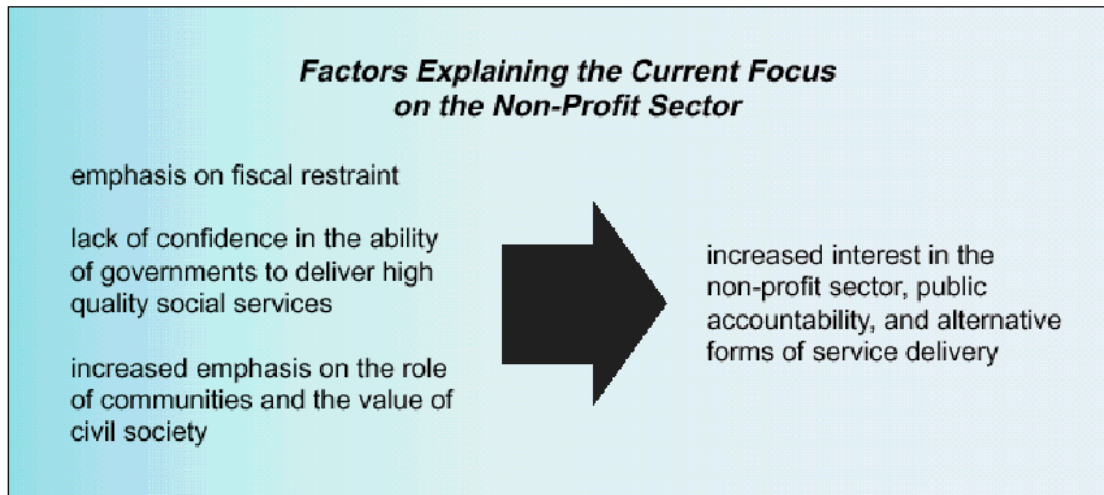 Factors Explaining the Current Focus
on the Non-Profit Sector
emphasis on fiscal restraint
lack of confidence in the ability
of governments to deliver high
quality social services
increased emphasis on the role
of communities and the value of
civil society
increased interest in the
non-profit sector, public
accountability, and alternative
forms of service delivery